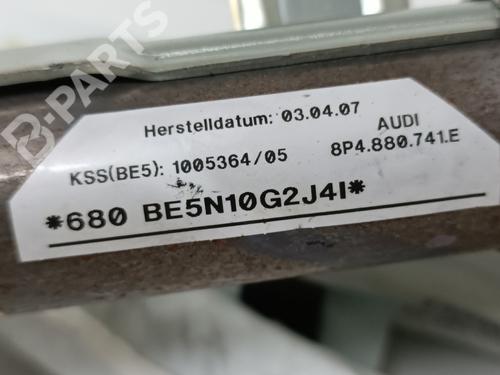 B-PARTS
Herstelldatum: 03.04.07
AUDI
KSS(BE5): 1005364/05
8P4.880.741.E
*680 BE5N10G2J4I*